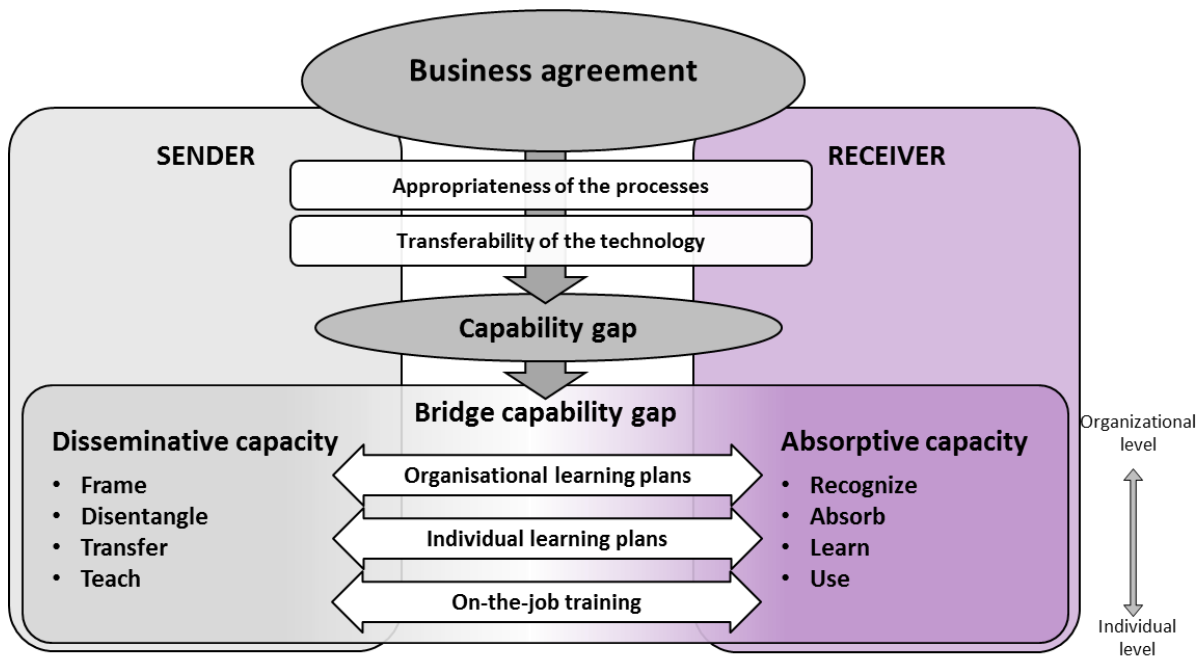 Business agreement
SENDER
RECEIVER
Appropriateness of the processes
Transferability of the technology
Capability gap
Bridge capability gap
Disseminative capacity
• Frame
• Disentangle
• Transfer
• Teach
Organisational learning plans
Individual learning plans
On-the-job training
Absorptive capacity
• Recognize
• Absorb
• Learn
• Use
Organizational
level
Individual
level